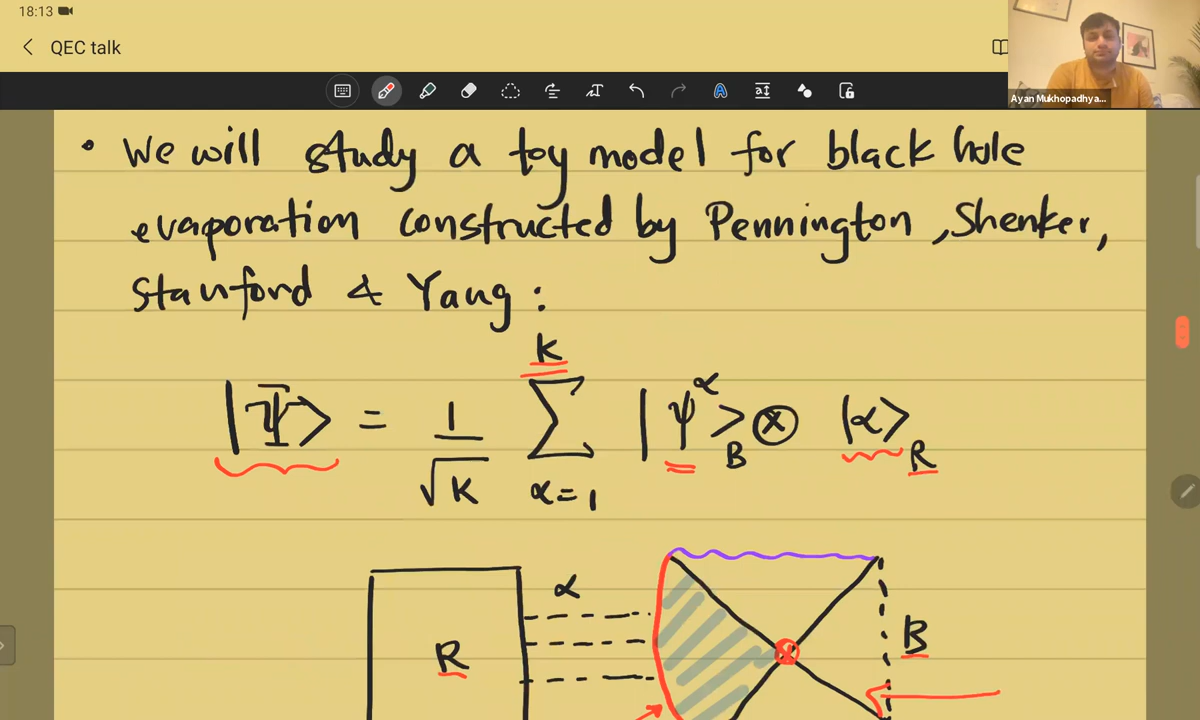 18:13
QEC talk
Ayan Mukhopadhya...
• We will study a toy model for black hole
evaporation constructed by Pennington, Shenker,
Stanford & Yang :
|Ψ> = 1/√K ∑_{α=1}^{K} |ψ^α>_B ⊗ |α>_R
α
R
B